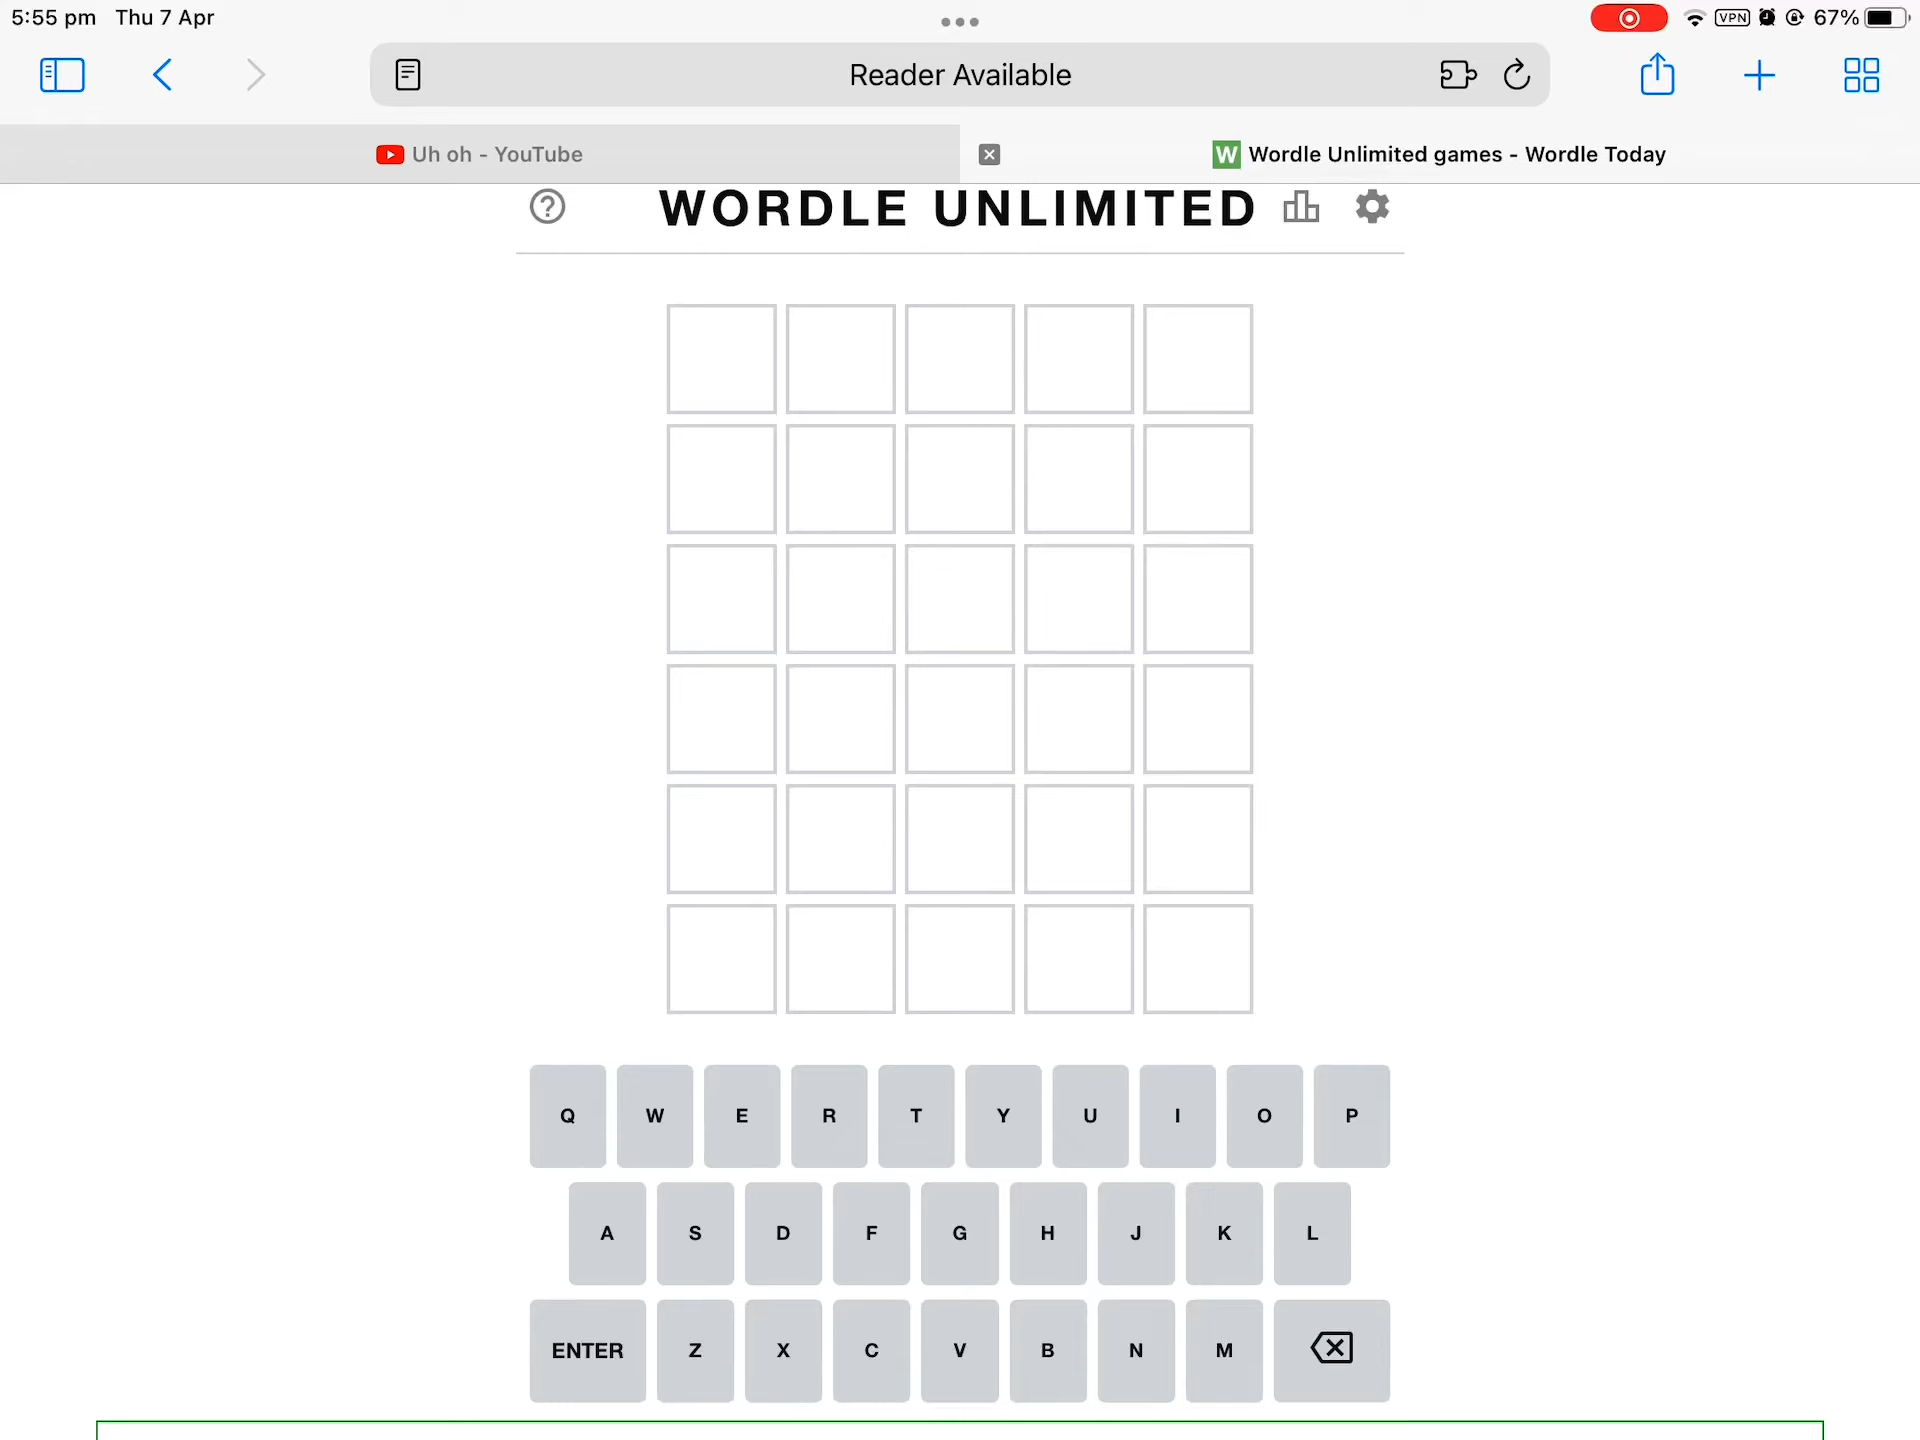 5:55 pm Thu 7 Apr
VPN 67%
Reader Available
Uh oh - YouTube
W Wordle Unlimited games - Wordle Today
WORDLE UNLIMITED
Q W E R T Y U I O P
A S D F G H J K L
ENTER Z X C V B N M